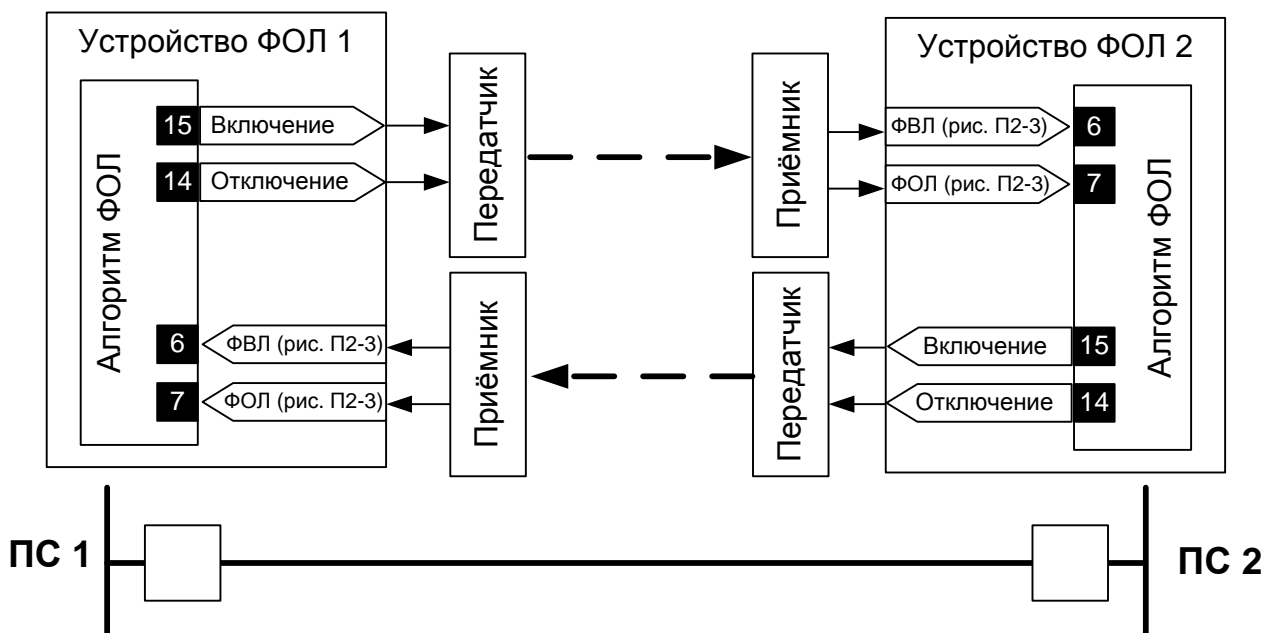 Устройство ФОЛ 1
Алгоритм ФОЛ
15 Включение
14 Отключение
6 ФВЛ (рис. П2-3)
7 ФОЛ (рис. П2-3)
Передатчик
Приёмник
Приёмник
Передатчик
Устройство ФОЛ 2
ФВЛ (рис. П2-3) 6
ФОЛ (рис. П2-3) 7
Включение 15
Отключение 14
Алгоритм ФОЛ
ПС 1
ПС 2